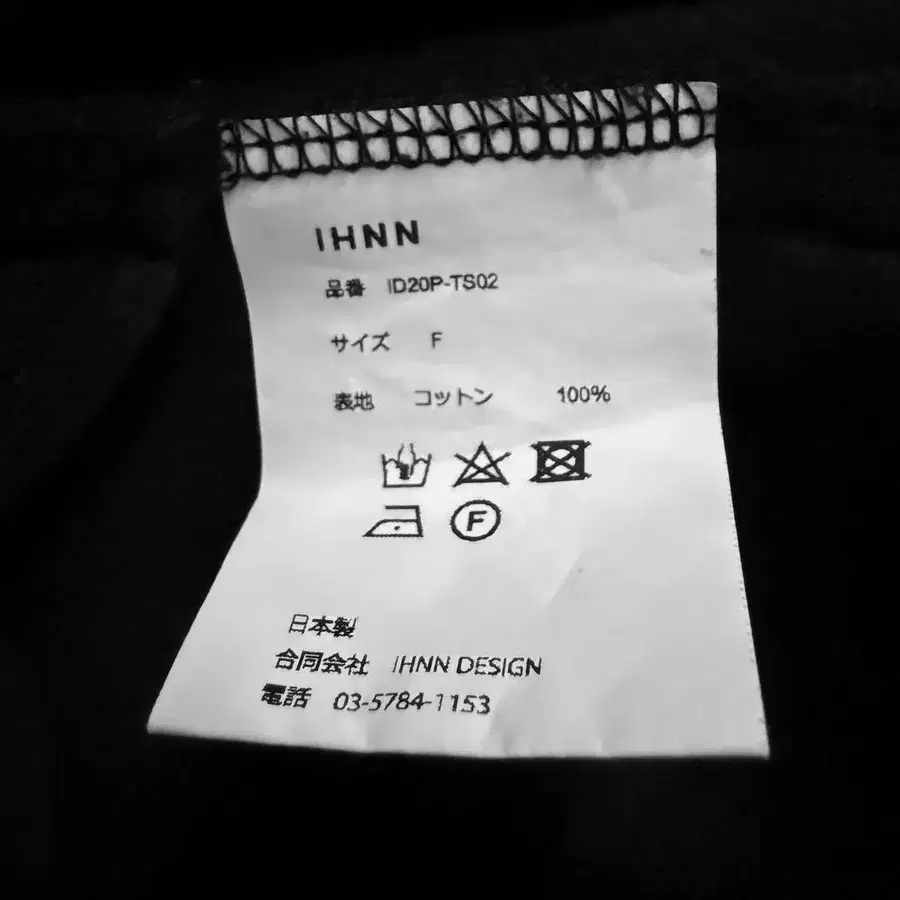 IHNN
品番 ID20P-TS02
サイズ F
表地 コットン 100%
F
日本製
合同会社 IHNN DESIGN
電話 03-5784-1153